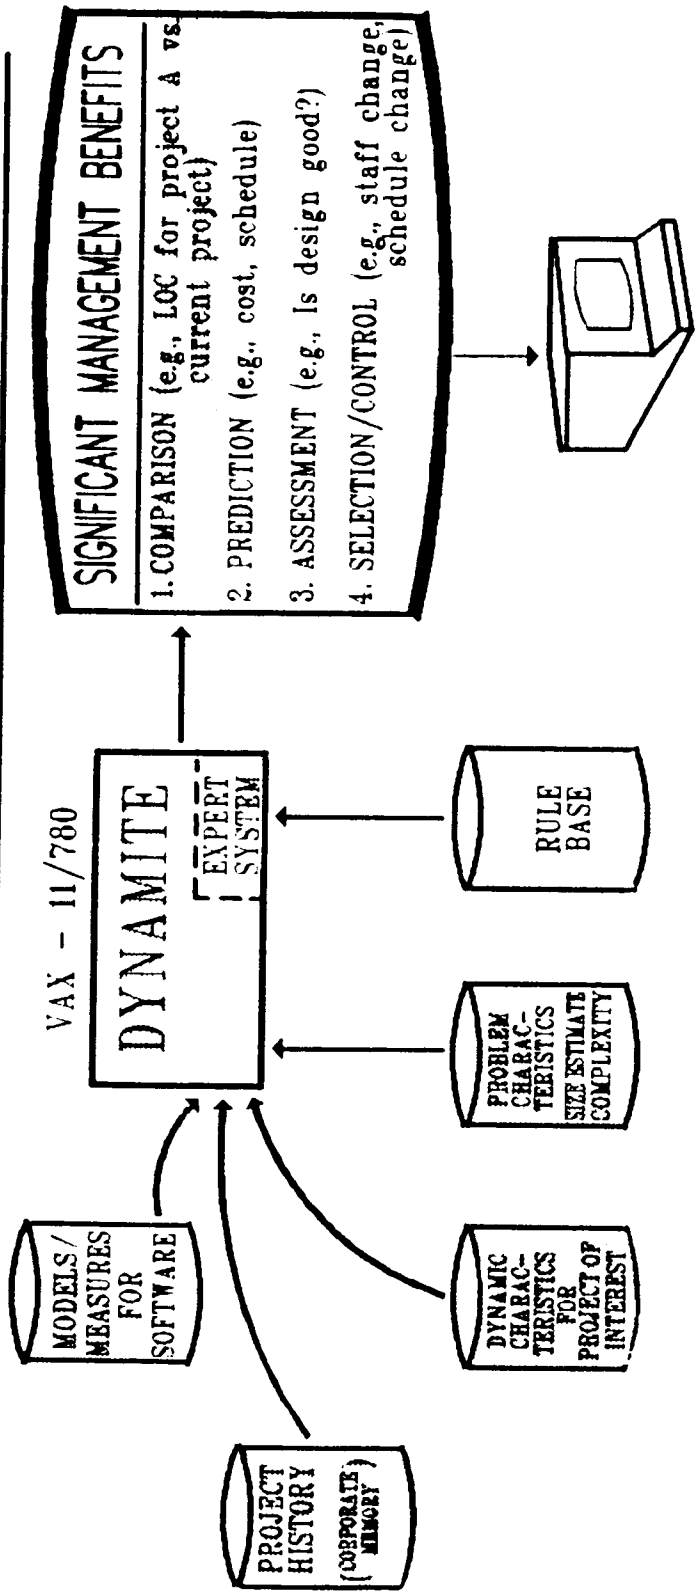 VAX - 11/780
DYNAMITE
EXPERT
SYSTEM
MODELS/
MEASURES
FOR
SOFTWARE
PROJECT
HISTORY
(CORPORATE
MEMORY)
DYNAMIC
CHARAC-
TERISTICS
FOR
PROJECT OF
INTEREST
PROBLEM
CHARAC-
TERISTICS
SIZE ESTIMATE
COMPLEXITY
RULE
BASE
SIGNIFICANT MANAGEMENT BENEFITS
1.COMPARISON (e.g., LOC for project A vs.
current project)
2. PREDICTION (e.g., cost, schedule)
3. ASSESSMENT (e.g., Is design good?)
4. SELECTION/CONTROL (e.g., staff change,
schedule change)